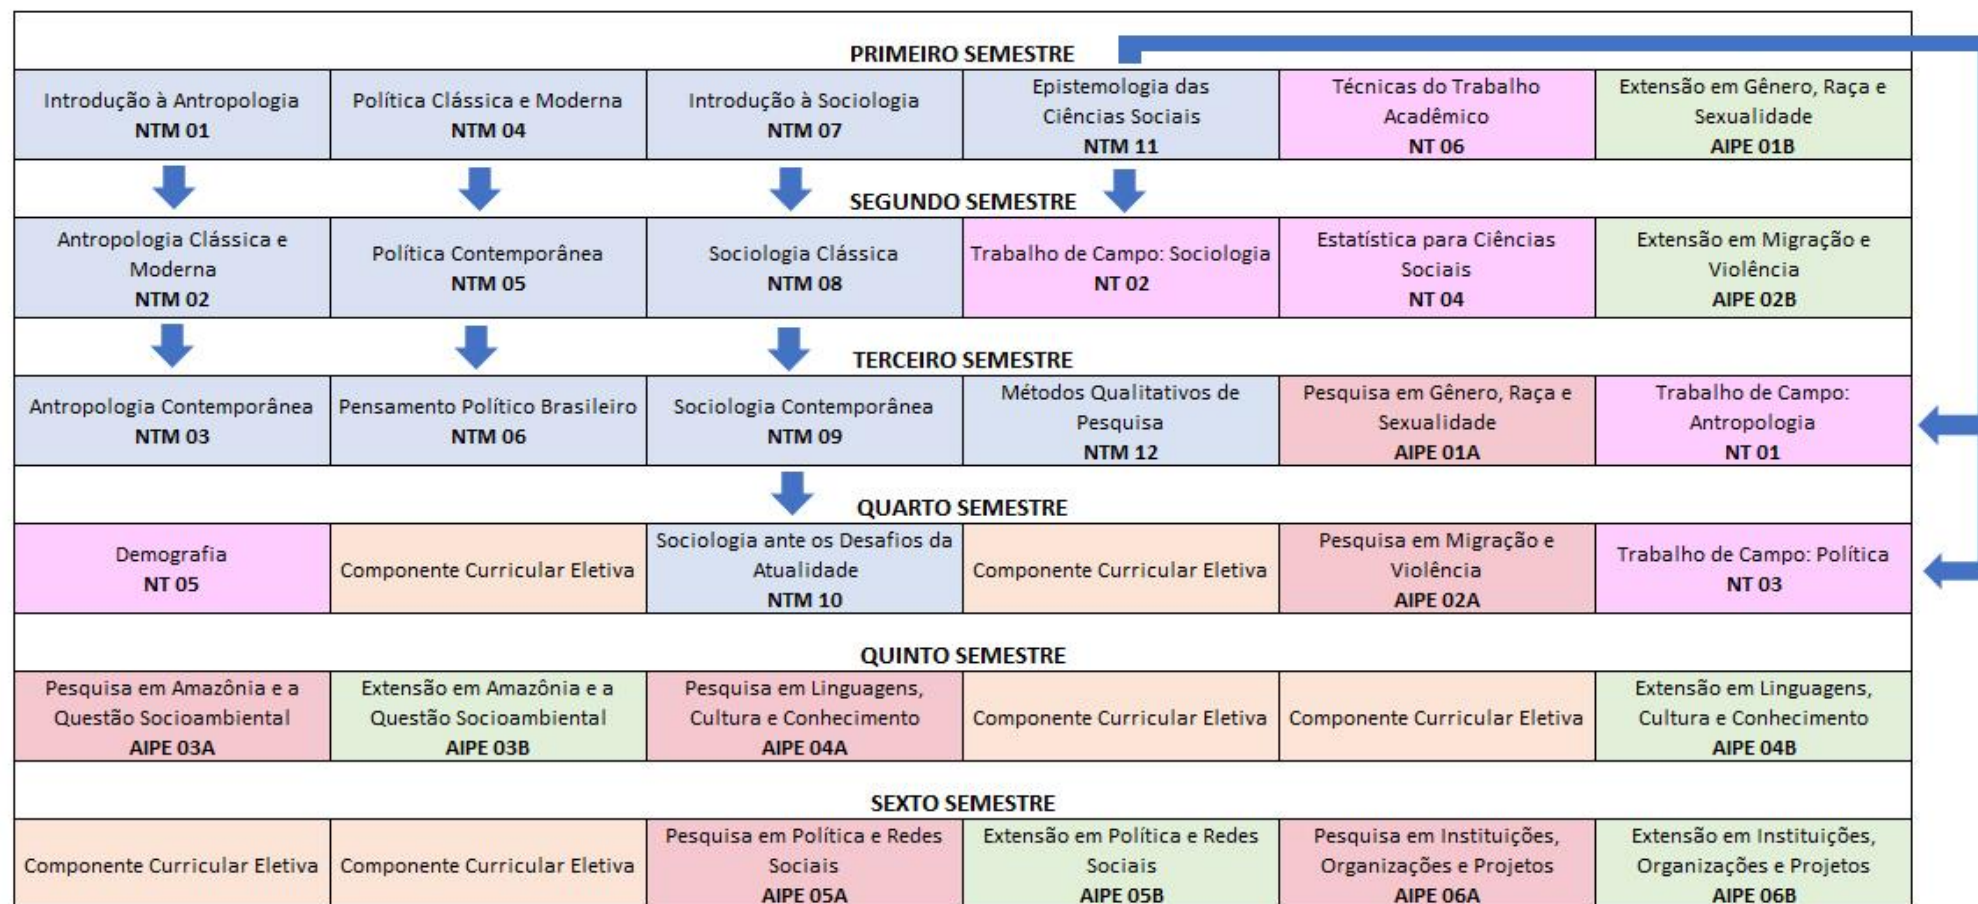 PRIMEIRO SEMESTRE
Introdução à Antropologia
NTM 01
Política Clássica e Moderna
NTM 04
Introdução à Sociologia
NTM 07
Epistemologia das
Ciências Sociais
NTM 11
Técnicas do Trabalho
Acadêmico
NT 06
Extensão em Gênero, Raça e
Sexualidade
AIPE 01B
SEGUNDO SEMESTRE
Antropologia Clássica e
Moderna
NTM 02
Política Contemporânea
NTM 05
Sociologia Clássica
NTM 08
Trabalho de Campo: Sociologia
NT 02
Estatística para Ciências
Sociais
NT 04
Extensão em Migração e
Violência
AIPE 02B
TERCEIRO SEMESTRE
Antropologia Contemporânea
NTM 03
Pensamento Político Brasileiro
NTM 06
Sociologia Contemporânea
NTM 09
Métodos Qualitativos de
Pesquisa
NTM 12
Pesquisa em Gênero, Raça e
Sexualidade
AIPE 01A
Trabalho de Campo:
Antropologia
NT 01
QUARTO SEMESTRE
Demografia
NT 05
Componente Curricular Eletiva
Sociologia ante os Desafios da
Atualidade
NTM 10
Componente Curricular Eletiva
Pesquisa em Migração e
Violência
AIPE 02A
Trabalho de Campo: Política
NT 03
QUINTO SEMESTRE
Pesquisa em Amazônia e a
Questão Socioambiental
AIPE 03A
Extensão em Amazônia e a
Questão Socioambiental
AIPE 03B
Pesquisa em Linguagens,
Cultura e Conhecimento
AIPE 04A
Componente Curricular Eletiva
Componente Curricular Eletiva
Extensão em Linguagens,
Cultura e Conhecimento
AIPE 04B
SEXTO SEMESTRE
Componente Curricular Eletiva
Componente Curricular Eletiva
Pesquisa em Política e Redes
Sociais
AIPE 05A
Extensão em Política e Redes
Sociais
AIPE 05B
Pesquisa em Instituições,
Organizações e Projetos
AIPE 06A
Extensão em Instituições,
Organizações e Projetos
AIPE 06B